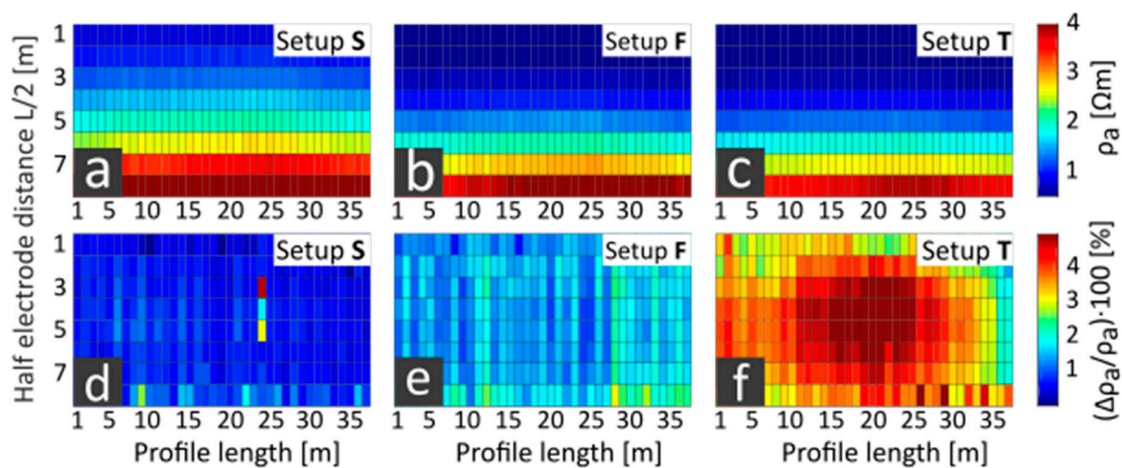 Half electrode distance L/2 [m]
1
3
5
7
Setup S
a
1 5 10 15 20 25 30 35
Setup F
b
1 5 10 15 20 25 30 35
Setup T
c
1 5 10 15 20 25 30 35
4
3
2
1
ρa [Ωm]
1
3
5
7
Setup S
d
1 5 10 15 20 25 30 35
Profile length [m]
Setup F
e
1 5 10 15 20 25 30 35
Profile length [m]
Setup T
f
1 5 10 15 20 25 30 35
Profile length [m]
4
3
2
1
(Δρa/ρa)·100 [%]